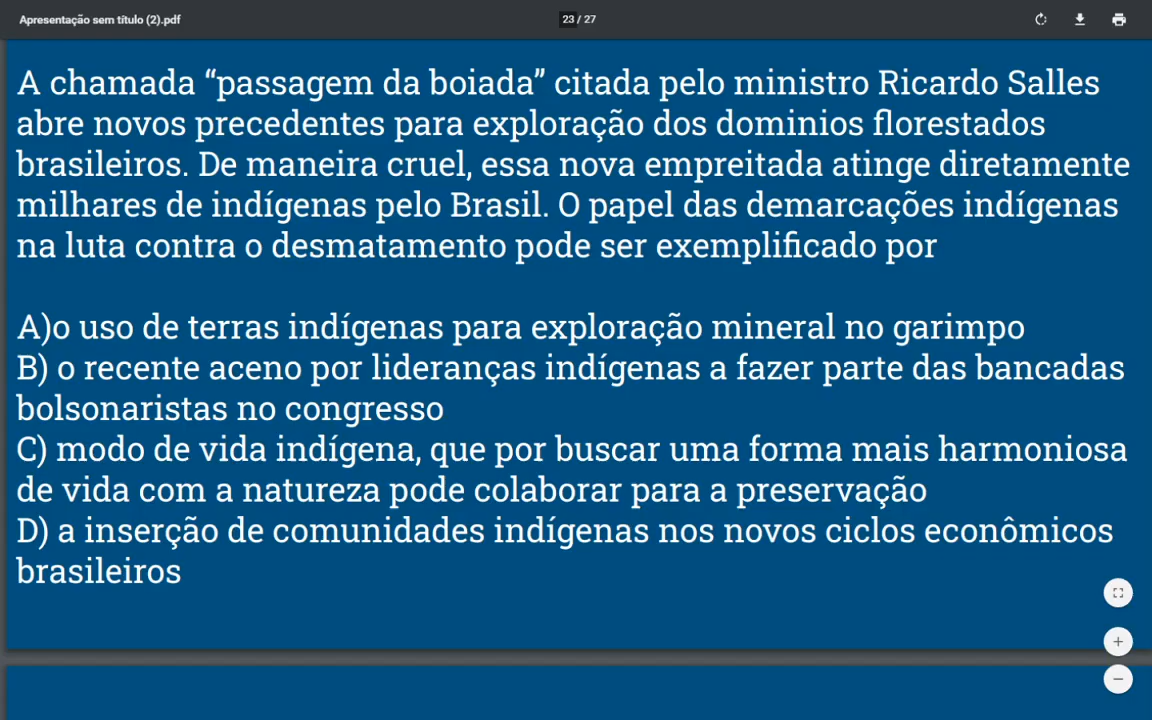 Apresentação sem título (2).pdf
23 / 27
A chamada “passagem da boiada” citada pelo ministro Ricardo Salles
abre novos precedentes para exploração dos dominios florestados
brasileiros. De maneira cruel, essa nova empreitada atinge diretamente
milhares de indígenas pelo Brasil. O papel das demarcações indígenas
na luta contra o desmatamento pode ser exemplificado por
A)o uso de terras indígenas para exploração mineral no garimpo
B) o recente aceno por lideranças indígenas a fazer parte das bancadas
bolsonaristas no congresso
C) modo de vida indígena, que por buscar uma forma mais harmoniosa
de vida com a natureza pode colaborar para a preservação
D) a inserção de comunidades indígenas nos novos ciclos econômicos
brasileiros